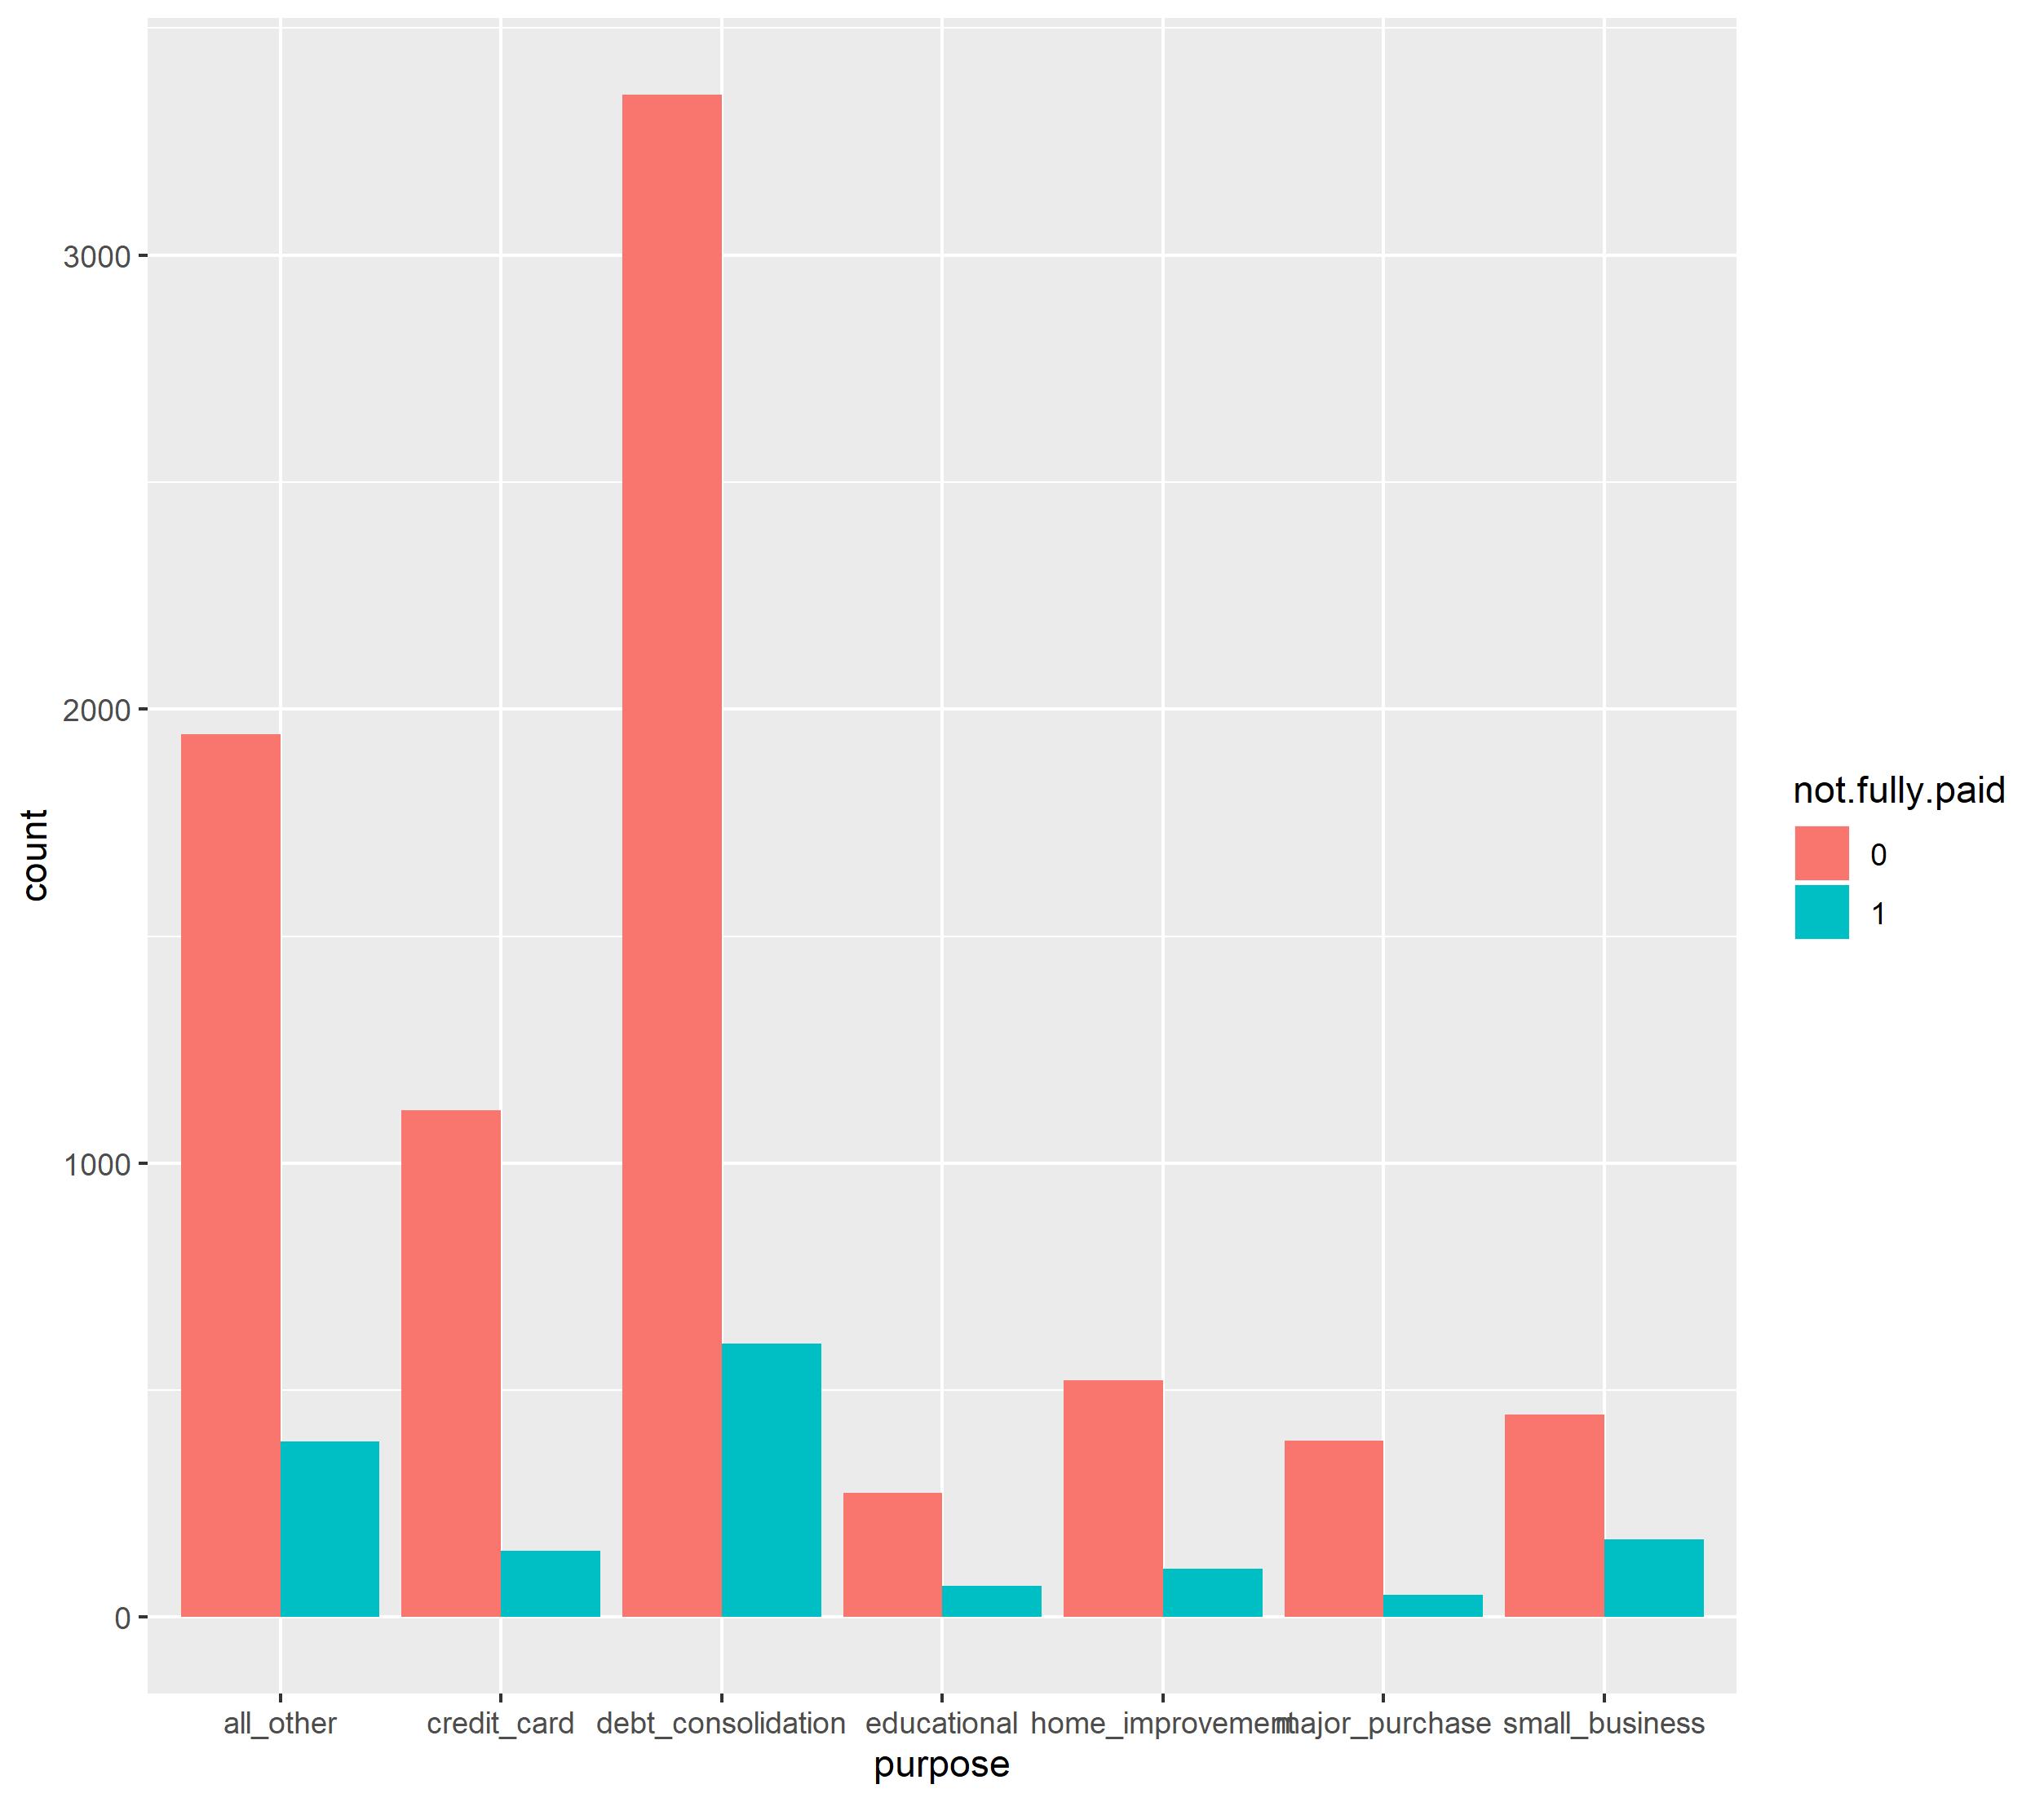 count
3000
2000
1000
0
all_other
credit_card
debt_consolidation
educational
home_improvement
major_purchase
small_business
purpose
not.fully.paid
0
1